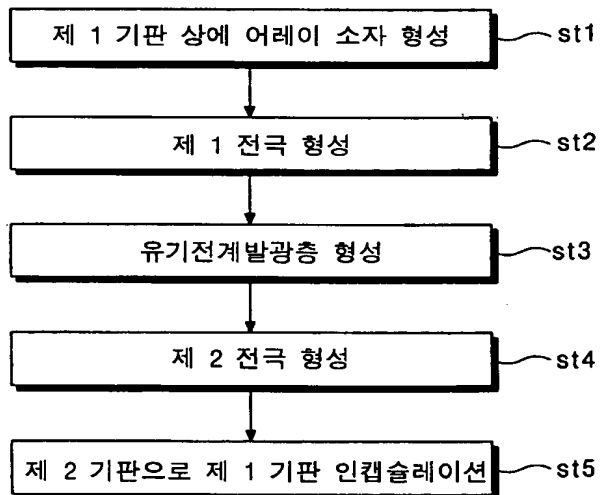 제 1 기판 상에 어레이 소자 형성 st1
제 1 전극 형성 st2
유기전계발광층 형성 st3
제 2 전극 형성 st4
제 2 기판으로 제 1 기판 인캡슐레이션 st5